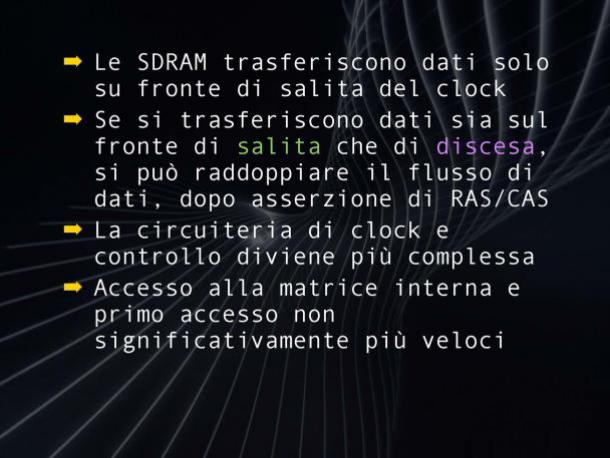 Le SDRAM trasferiscono dati solo
su fronte di salita del clock
Se si trasferiscono dati sia sul
fronte di salita che di discesa,
si può raddoppiare il flusso di
dati, dopo asserzione di RAS/CAS
La circuiteria di clock e
controllo diviene più complessa
Accesso alla matrice interna e
primo accesso non
significativamente più veloci